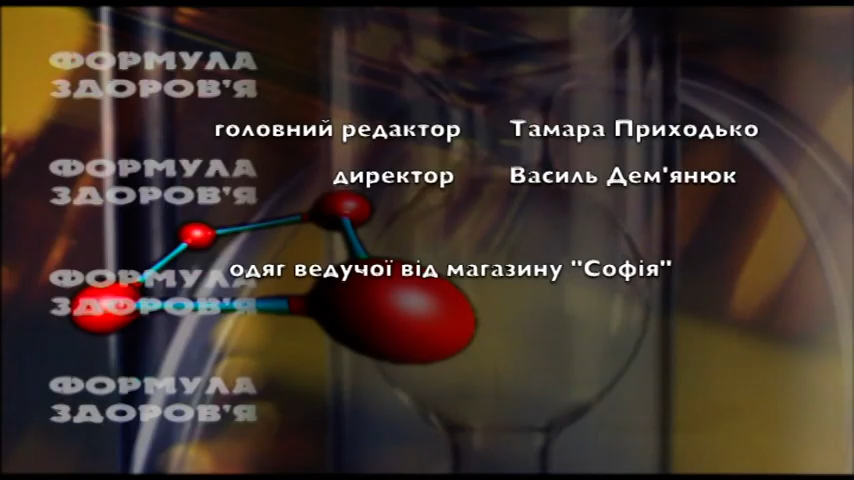 ФОРМУЛА
ЗДОРОВ'Я
головний редактор Тамара Приходько
ФОРМУЛА
ЗДОРОВ'Я
директор Василь Дем'янюк
ФОРМУЛА
ЗДОРОВ'Я
одяг ведучої від магазину "Софія"
ФОРМУЛА
ЗДОРОВ'Я